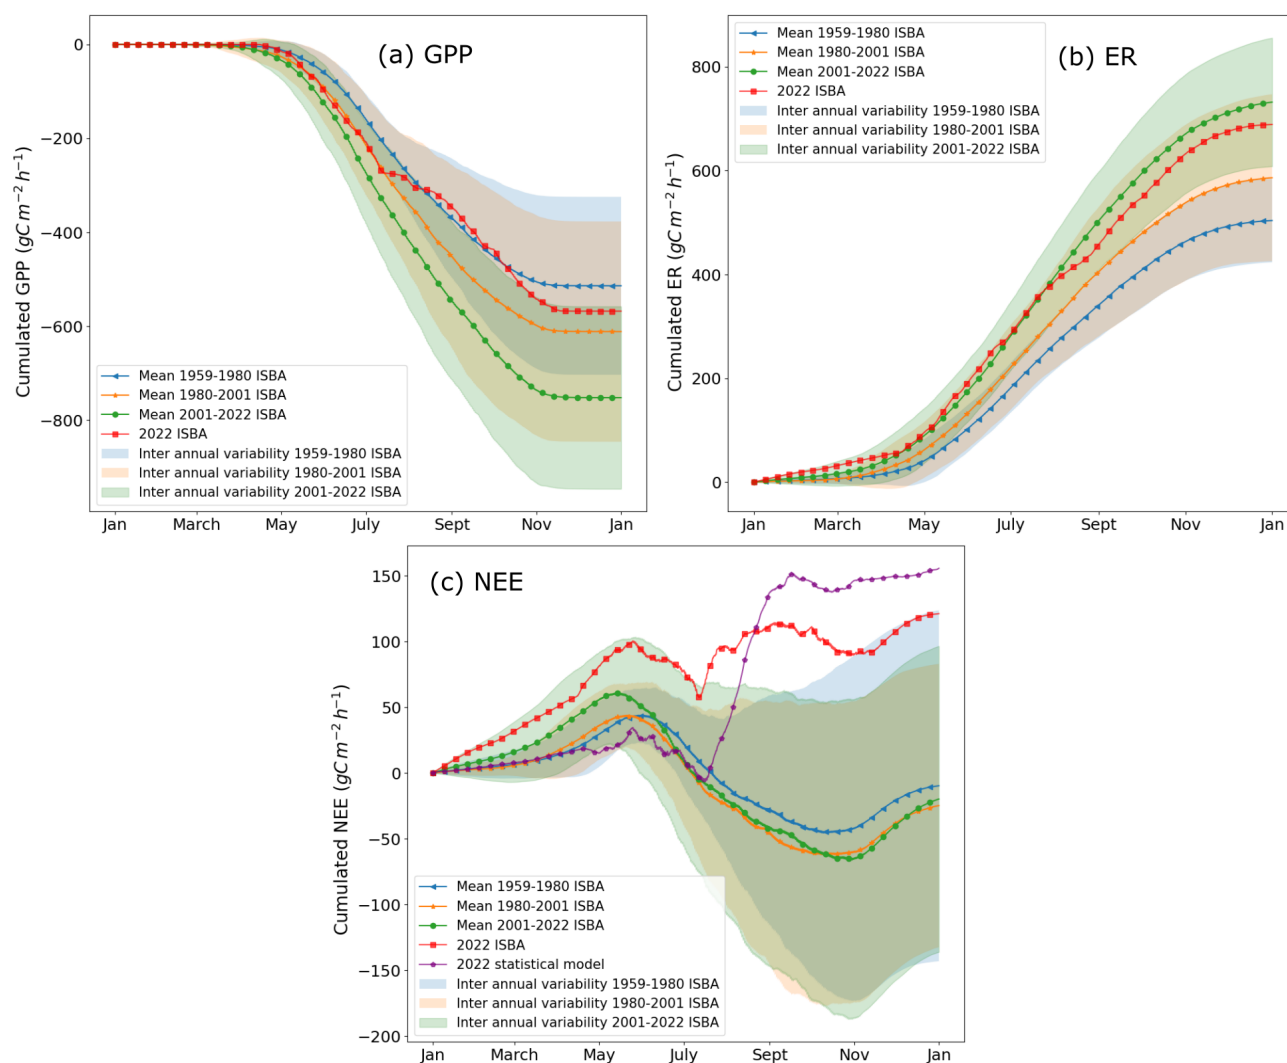 (a) GPP
Cumulated GPP (gC m⁻² h⁻¹)
0
−200
−400
−600
−800
Mean 1959-1980 ISBA
Mean 1980-2001 ISBA
Mean 2001-2022 ISBA
2022 ISBA
Inter annual variability 1959-1980 ISBA
Inter annual variability 1980-2001 ISBA
Inter annual variability 2001-2022 ISBA
Jan March May July Sept Nov Jan
(b) ER
Mean 1959-1980 ISBA
Mean 1980-2001 ISBA
Mean 2001-2022 ISBA
2022 ISBA
Inter annual variability 1959-1980 ISBA
Inter annual variability 1980-2001 ISBA
Inter annual variability 2001-2022 ISBA
Cumulated ER (gC m⁻² h⁻¹)
800
600
400
200
0
Jan March May July Sept Nov Jan
(c) NEE
Cumulated NEE (gC m⁻² h⁻¹)
150
100
50
0
−50
−100
−150
−200
Mean 1959-1980 ISBA
Mean 1980-2001 ISBA
Mean 2001-2022 ISBA
2022 ISBA
2022 statistical model
Inter annual variability 1959-1980 ISBA
Inter annual variability 1980-2001 ISBA
Inter annual variability 2001-2022 ISBA
Jan March May July Sept Nov Jan